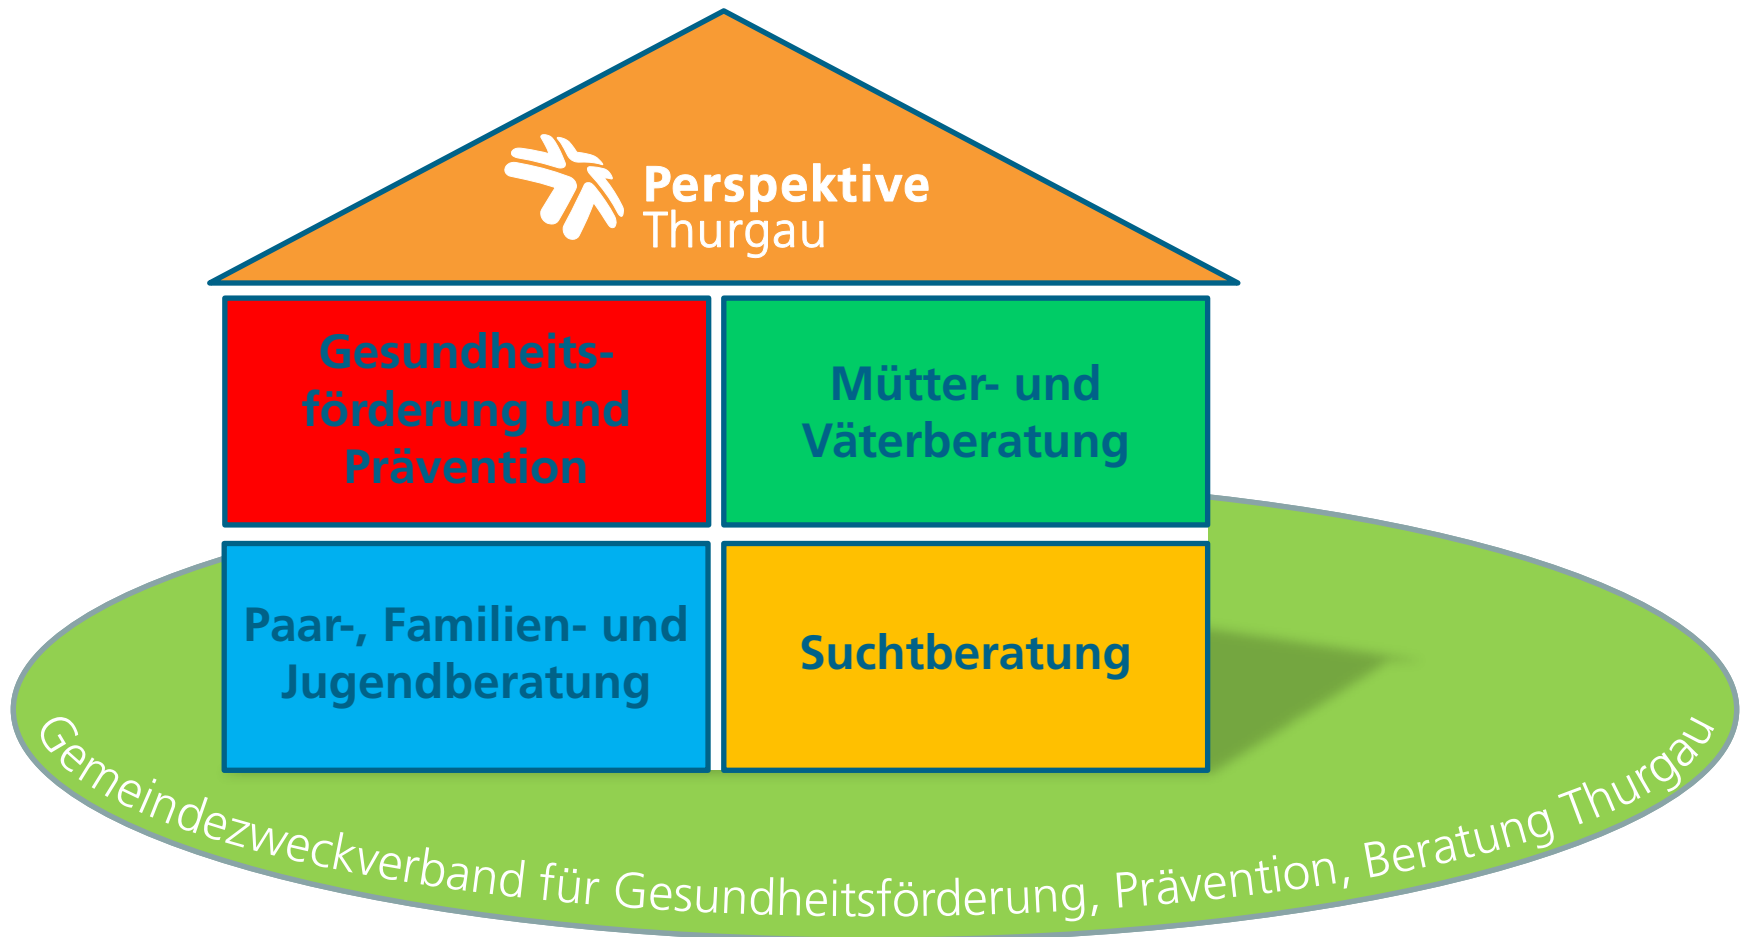 Perspektive
Thurgau
Gesundheits-
förderung und
Prävention
Mütter- und
Väterberatung
Paar-, Familien- und
Jugendberatung
Suchtberatung
Gemeindezweckverband für Gesundheitsförderung, Prävention, Beratung Thurgau